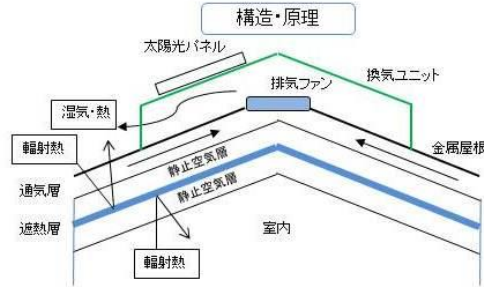 構造・原理
太陽光パネル
排気ファン
換気ユニット
湿気・熱
輻射熱
金属屋根
静止空気層
通気層
静止空気層
遮熱層
室内
輻射熱